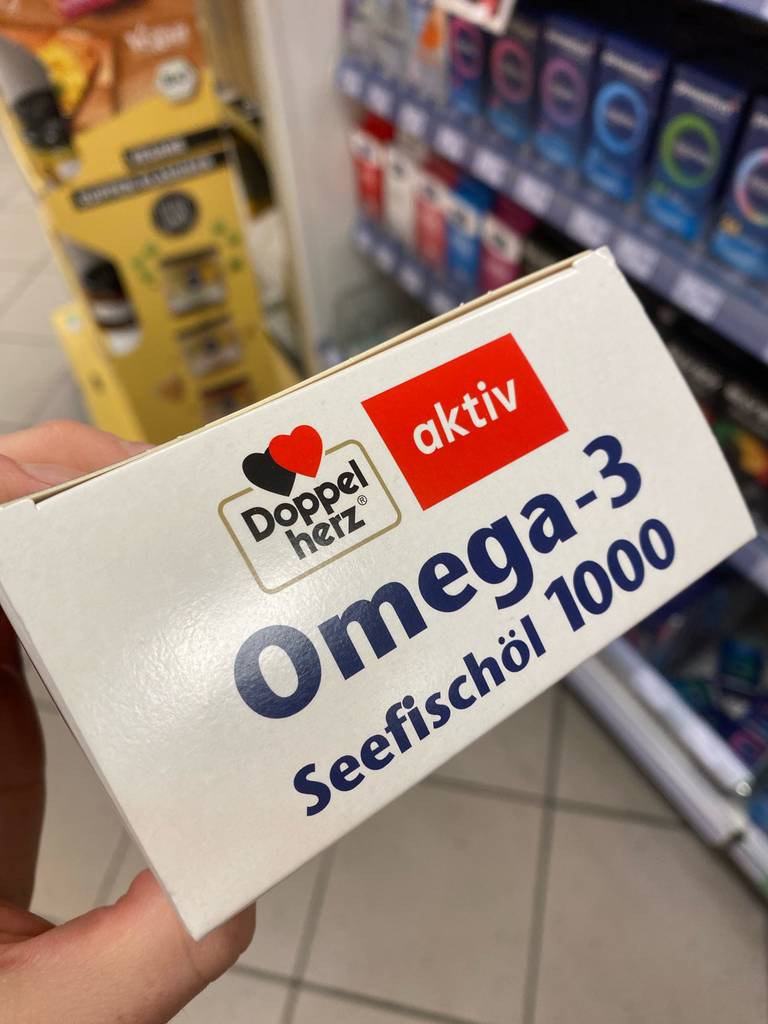 Doppel
herz®
aktiv
Omega-3
Seefischöl 1000